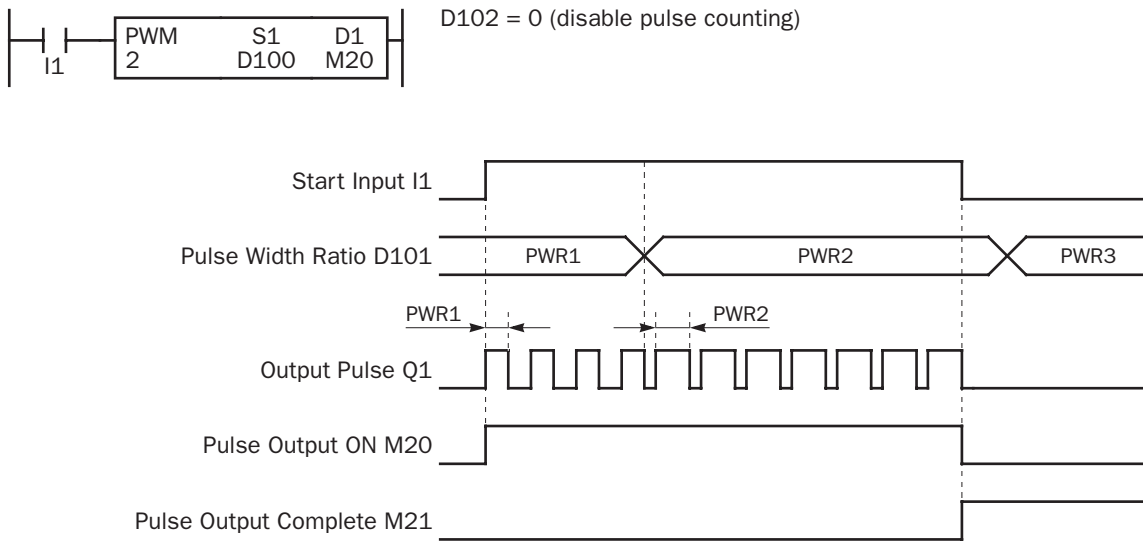 D102 = 0 (disable pulse counting)
PWM S1 D1
2 D100 M20
I1
Start Input I1
Pulse Width Ratio D101 PWR1 PWR2 PWR3
PWR1 PWR2
Output Pulse Q1
Pulse Output ON M20
Pulse Output Complete M21